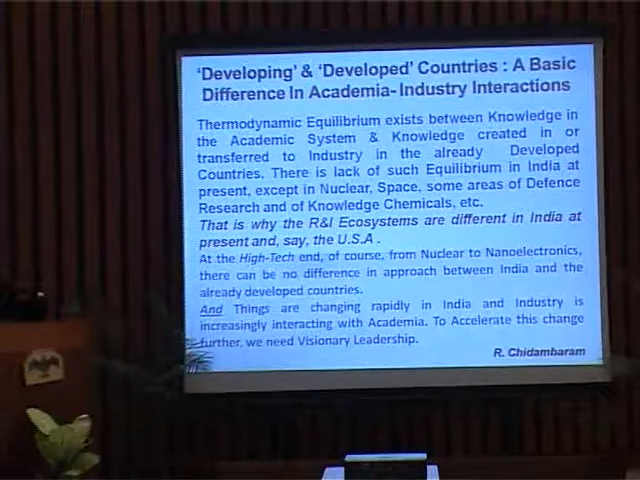 'Developing' & 'Developed' Countries : A Basic
Difference In Academia- Industry Interactions
Thermodynamic Equilibrium exists between Knowledge in
the Academic System & Knowledge created in or
transferred to Industry in the already Developed
Countries. There is lack of such Equilibrium in India at
present, except in Nuclear, Space, some areas of Defence
Research and of Knowledge Chemicals, etc.
That is why the R&I Ecosystems are different in India at
present and, say, the U.S.A .
At the High-Tech end, of course, from Nuclear to Nanoelectronics,
there can be no difference in approach between India and the
already developed countries.
And Things are changing rapidly in India and Industry is
increasingly interacting with Academia. To Accelerate this change
further, we need Visionary Leadership.
R. Chidambaram